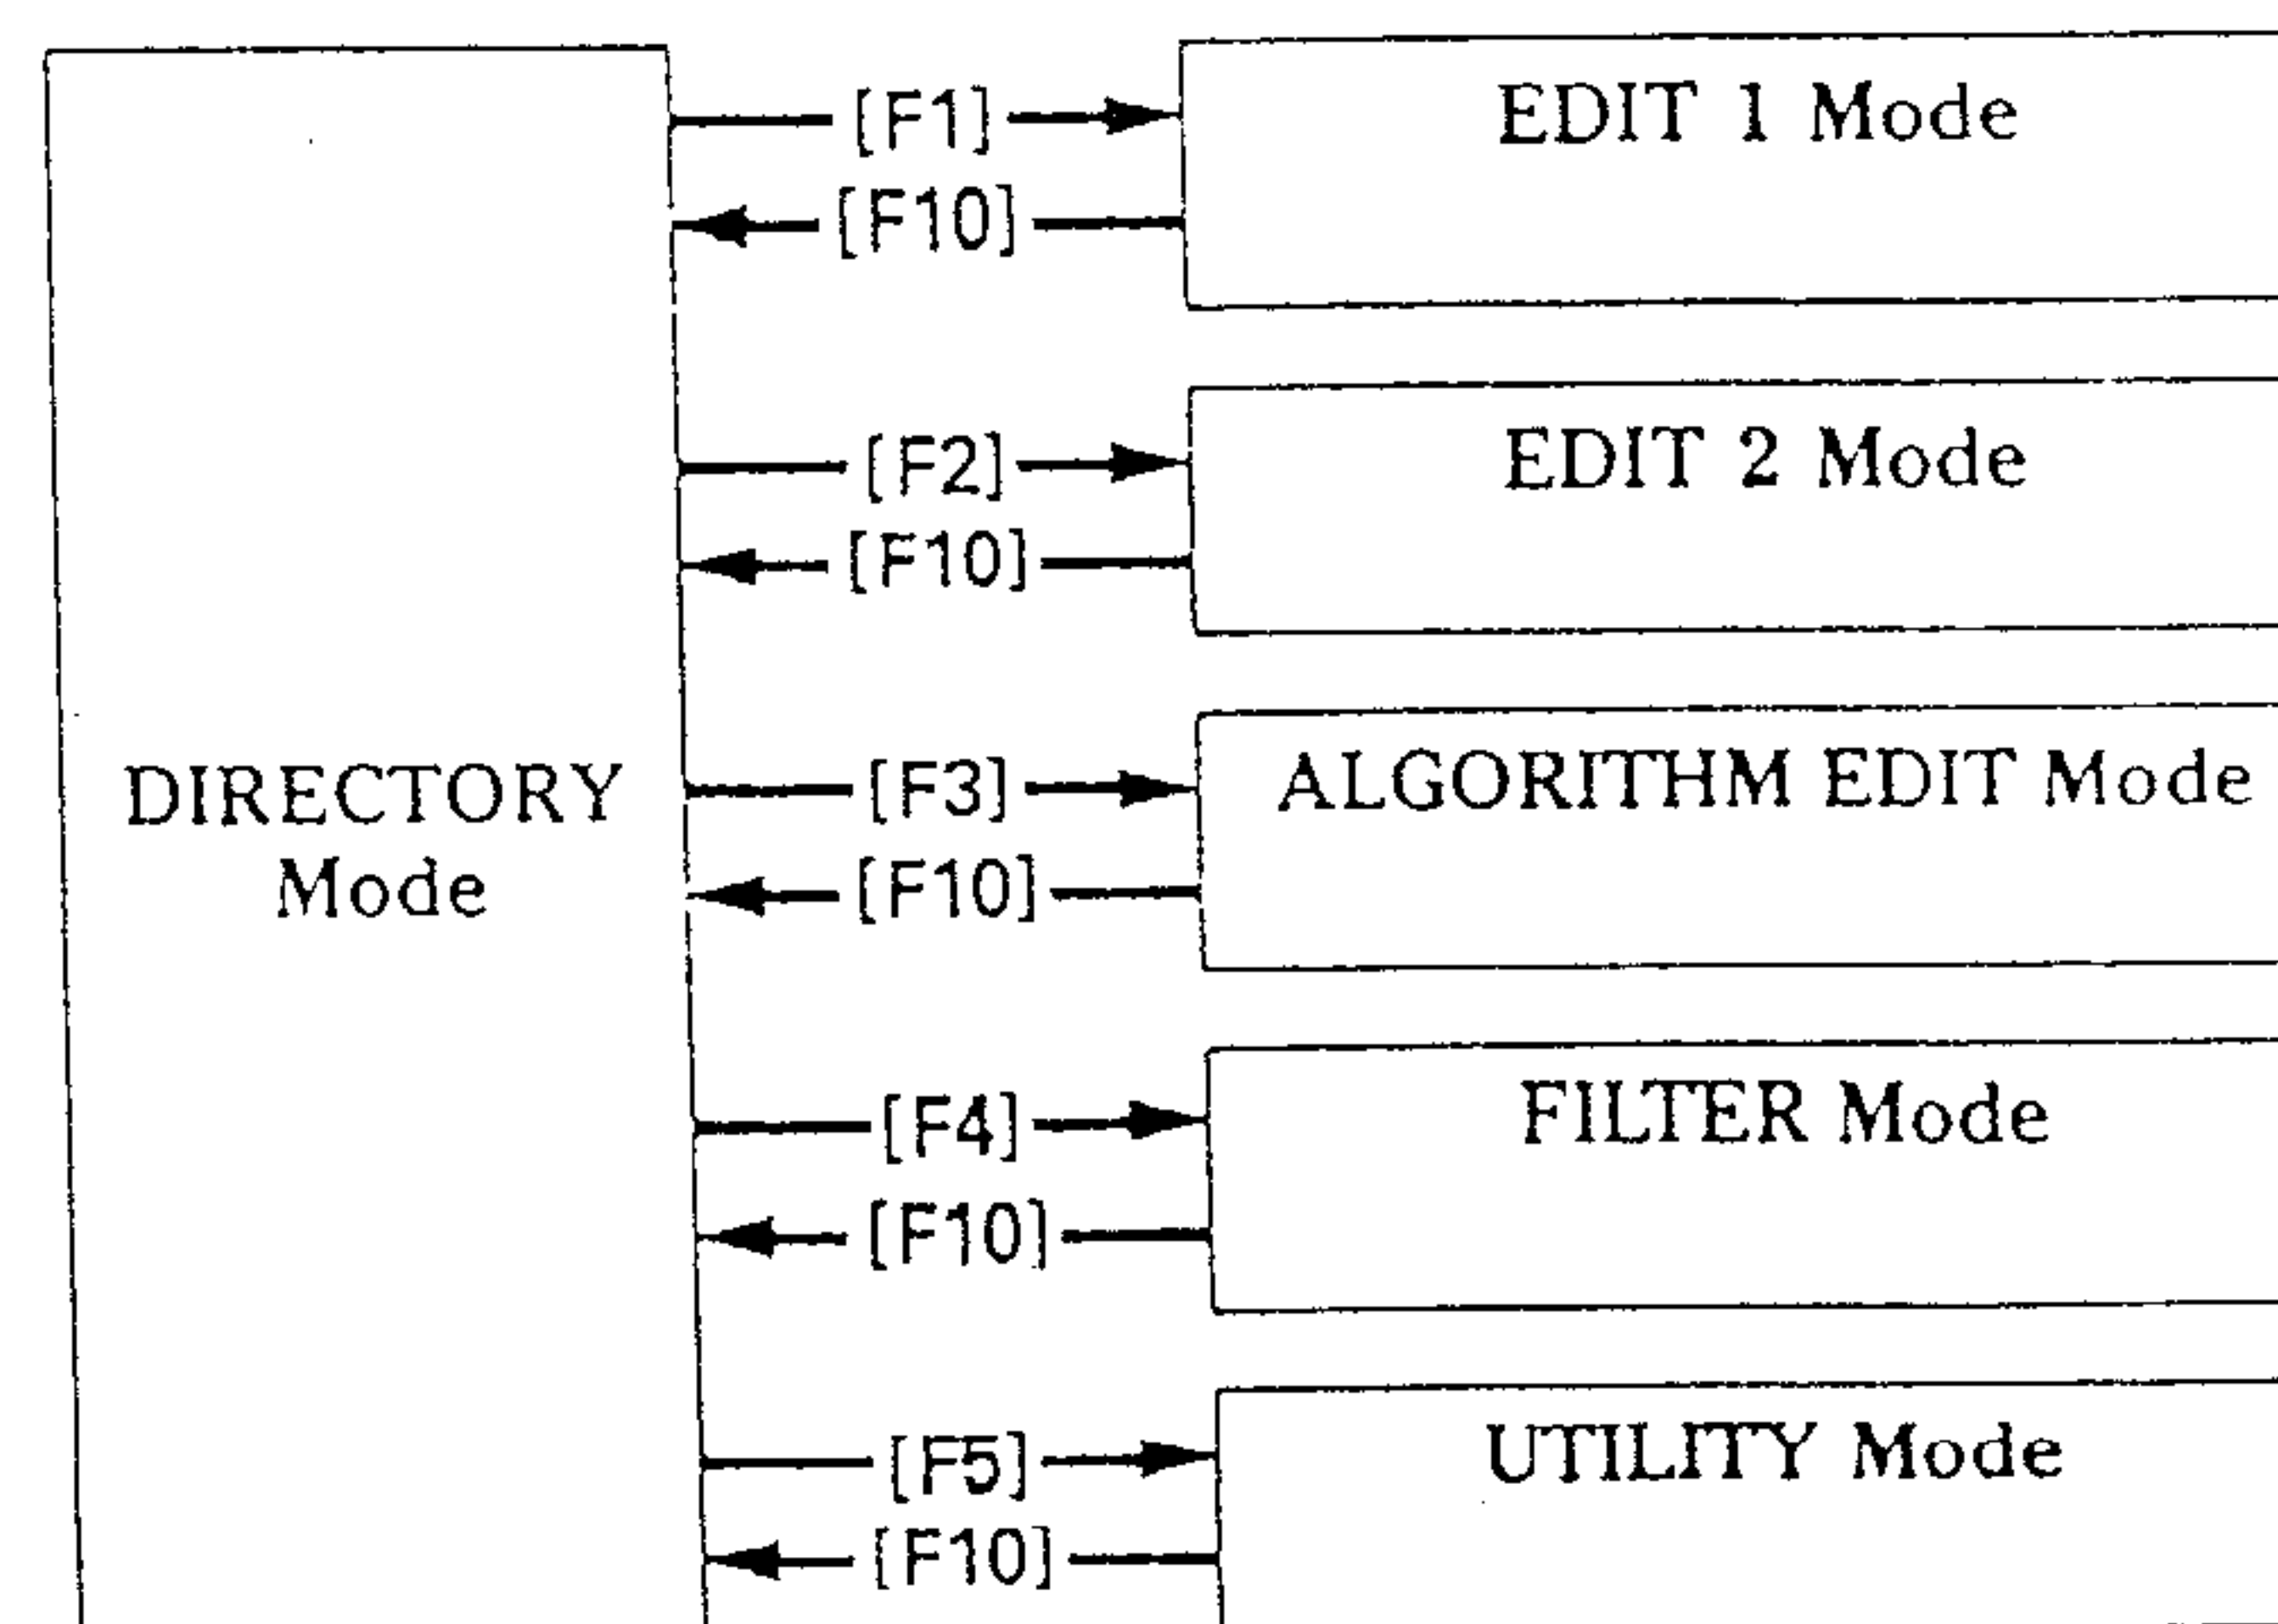 [F1]
EDIT 1 Mode
[F10]
[F2]
EDIT 2 Mode
[F10]
DIRECTORY
Mode
[F3]
ALGORITHM EDIT Mode
[F10]
[F4]
FILTER Mode
[F10]
[F5]
UTILITY Mode
[F10]